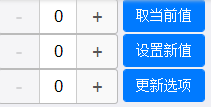 - 0 + 取当前值
- 0 + 设置新值
- 0 + 更新选项